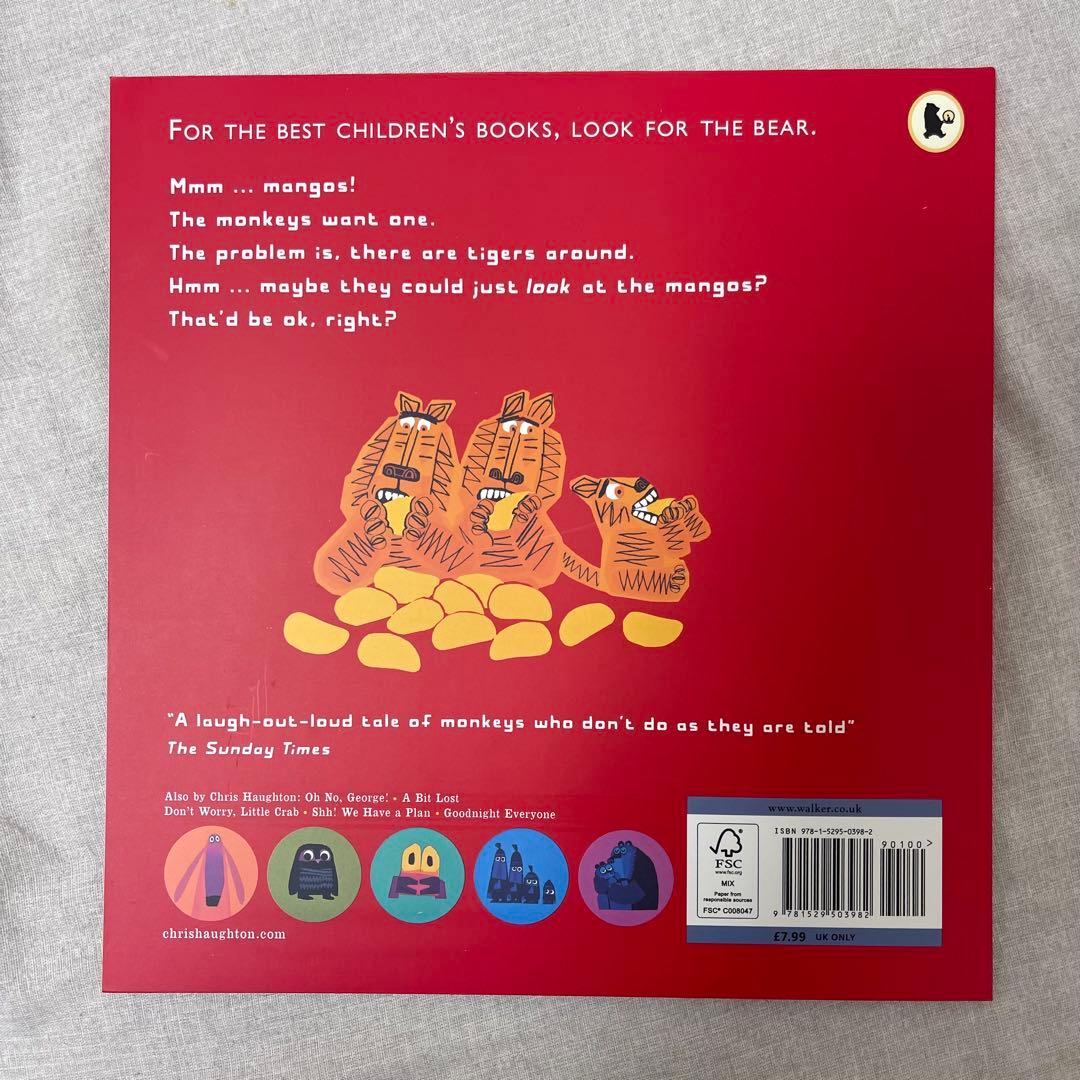 FOR THE BEST CHILDREN'S BOOKS, LOOK FOR THE BEAR.
Mmm ... mangos!
The monkeys want one.
The problem is, there are tigers around.
Hmm ... maybe they could just look at the mangos?
That'd be ok, right?
"A laugh-out-loud tale of monkeys who don't do as they are told"
The Sunday Times
Also by Chris Haughton: Oh No, George! • A Bit Lost
Don't Worry, Little Crab • Shh! We Have a Plan • Goodnight Everyone
chrishaughton.com
www.walker.co.uk
FSC
www.fsc.org
MIX
Paper from
responsible sources
FSC® C008047
ISBN 978-1-5295-0398-2
90100>
9 781529 503982
£7.99 UK ONLY